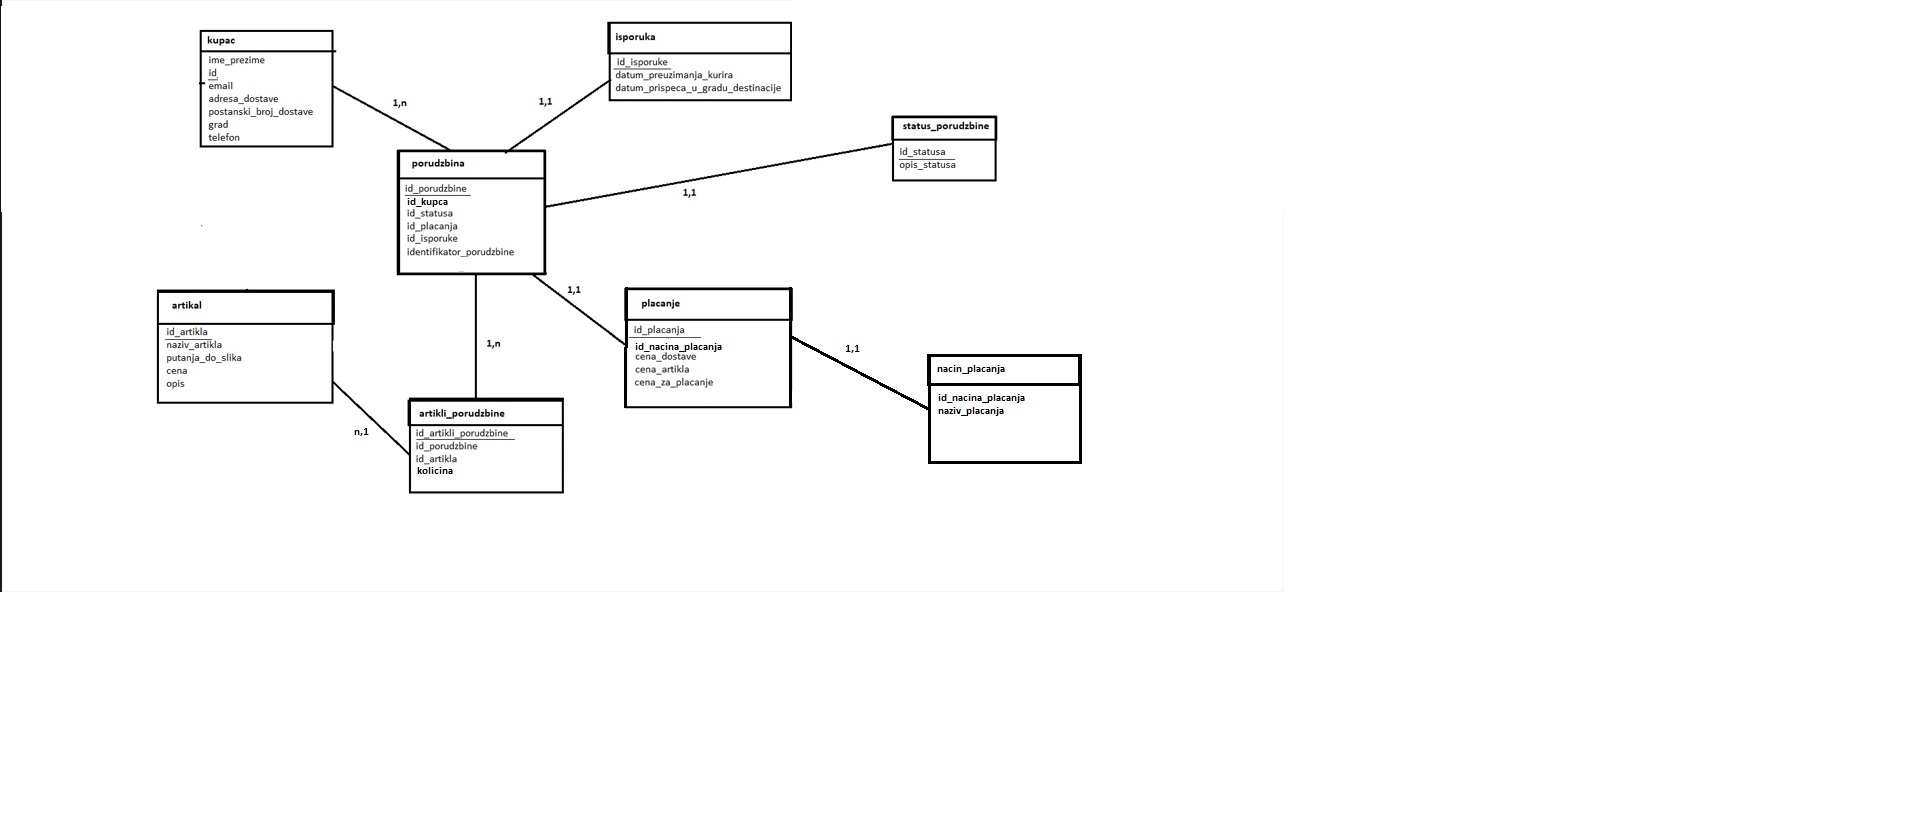 kupac
ime_prezime
id
email
adresa_dostave
postanski_broj_dostave
grad
telefon
1,n
isporuka
id_isporuke
datum_preuzimanja_kurira
datum_prispeca_u_gradu_destinacije
1,1
status_porudzbine
id_statusa
opis_statusa
1,1
porudzbina
id_porudzbine
id_kupca
id_statusa
id_placanja
id_isporuke
identifikator_porudzbine
artikal
id_artikla
naziv_artikla
putanja_do_slika
cena
opis
n,1
1,n
artikli_porudzbine
id_artikli_porudzbine
id_porudzbine
id_artikla
kolicina
1,1
placanje
id_placanja
id_nacina_placanja
cena_dostave
cena_artikla
cena_za_placanje
1,1
nacin_placanja
id_nacina_placanja
naziv_placanja